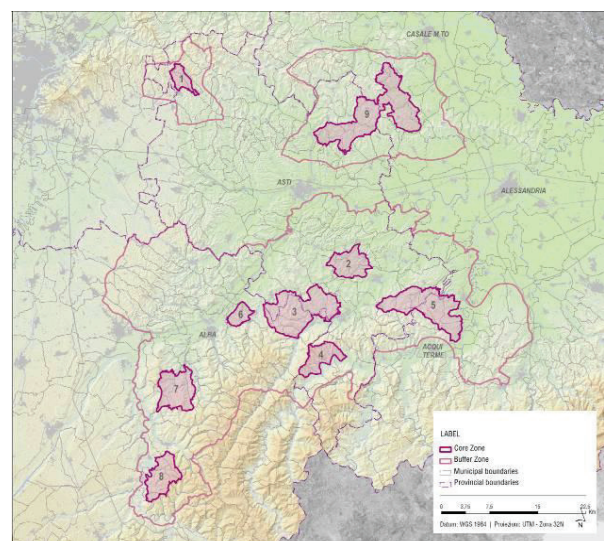 CASALE M.TO
1
9
ASTI
ALESSANDRIA
2
3
5
6
ALBA
4
ACQUI
TERME
7
8
LABEL
Core Zone
Buffer Zone
Municipal boundaries
Provincial boundaries
0 3,75 7,5 15 22,5
Km
Datum: WGS 1984 | Proiezione: UTM - Zona 32N
N